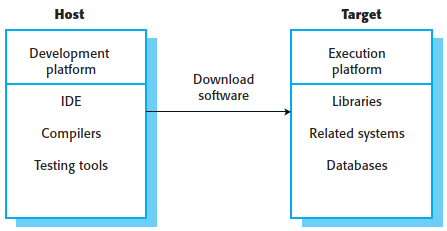 Host
Target
Development
platform
Execution
platform
IDE
Compilers
Testing tools
Download
software
Libraries
Related systems
Databases